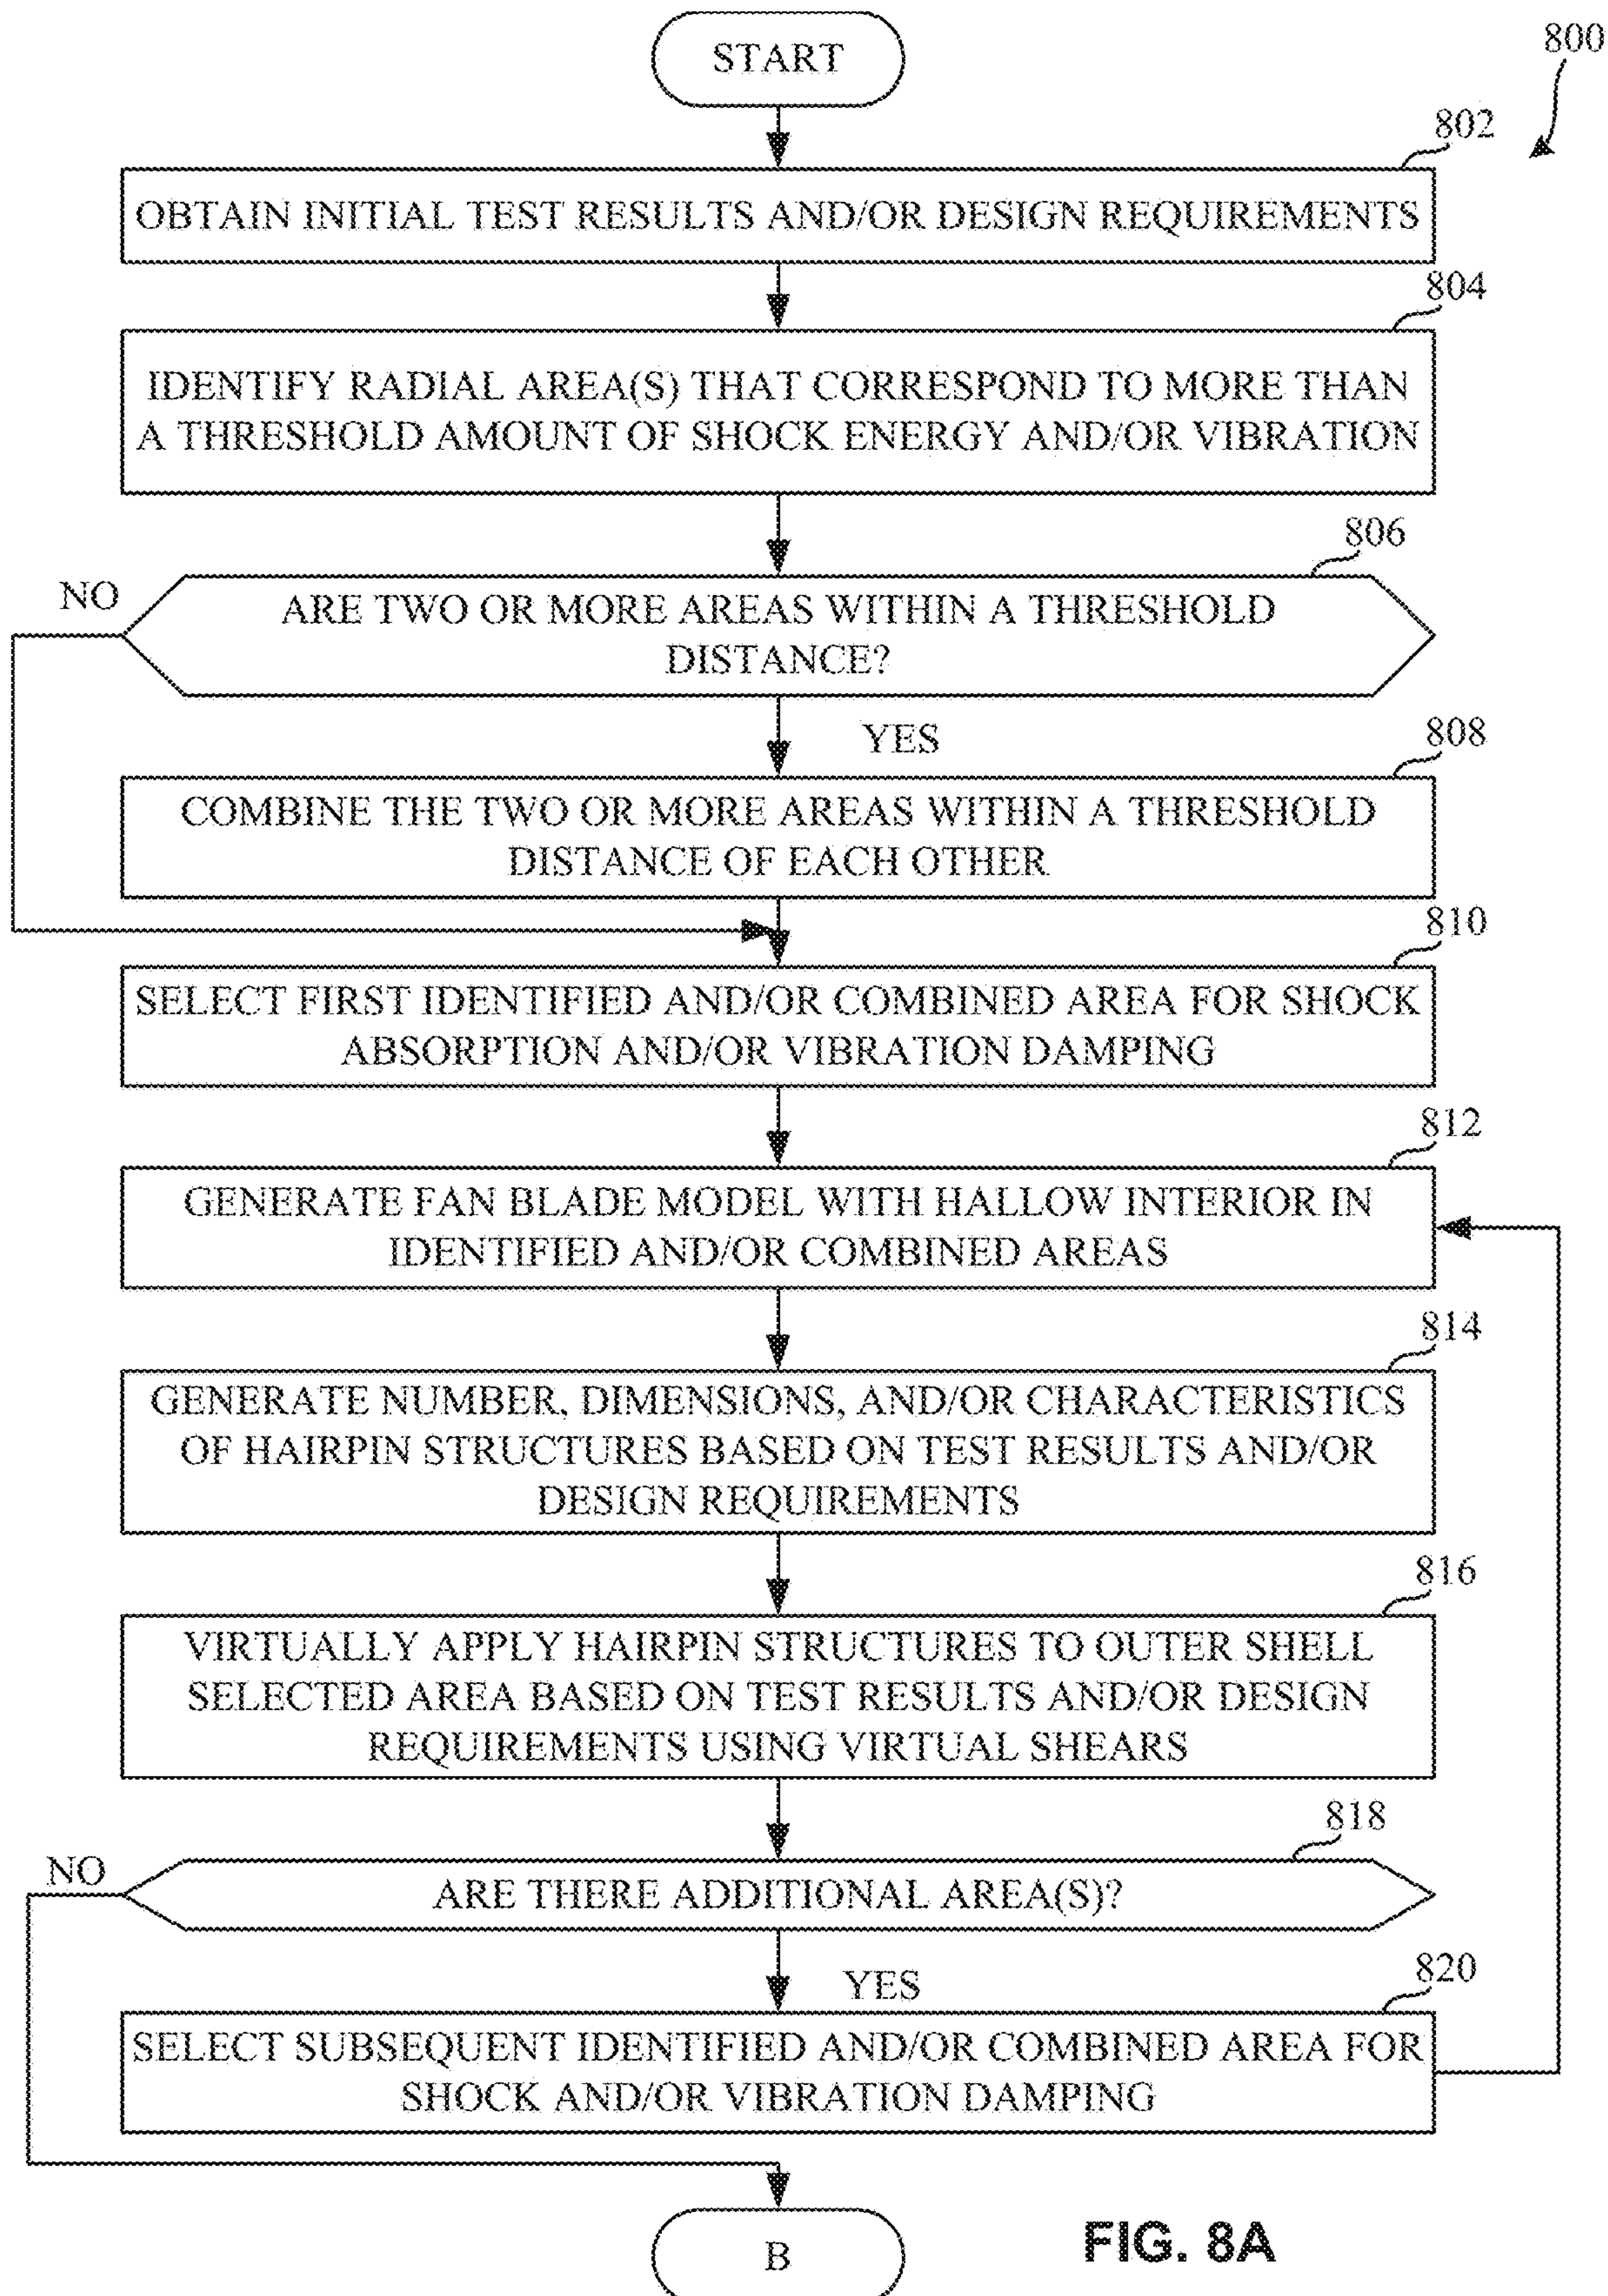 START
800
802
OBTAIN INITIAL TEST RESULTS AND/OR DESIGN REQUIREMENTS
804
IDENTIFY RADIAL AREA(S) THAT CORRESPOND TO MORE THAN
A THRESHOLD AMOUNT OF SHOCK ENERGY AND/OR VIBRATION
806
NO
ARE TWO OR MORE AREAS WITHIN A THRESHOLD
DISTANCE?
YES
808
COMBINE THE TWO OR MORE AREAS WITHIN A THRESHOLD
DISTANCE OF EACH OTHER
810
SELECT FIRST IDENTIFIED AND/OR COMBINED AREA FOR SHOCK
ABSORPTION AND/OR VIBRATION DAMPING
812
GENERATE FAN BLADE MODEL WITH HALLOW INTERIOR IN
IDENTIFIED AND/OR COMBINED AREAS
814
GENERATE NUMBER, DIMENSIONS, AND/OR CHARACTERISTICS
OF HAIRPIN STRUCTURES BASED ON TEST RESULTS AND/OR
DESIGN REQUIREMENTS
816
VIRTUALLY APPLY HAIRPIN STRUCTURES TO OUTER SHELL
SELECTED AREA BASED ON TEST RESULTS AND/OR DESIGN
REQUIREMENTS USING VIRTUAL SHEARS
818
NO
ARE THERE ADDITIONAL AREA(S)?
YES
820
SELECT SUBSEQUENT IDENTIFIED AND/OR COMBINED AREA FOR
SHOCK AND/OR VIBRATION DAMPING
B
FIG. 8A